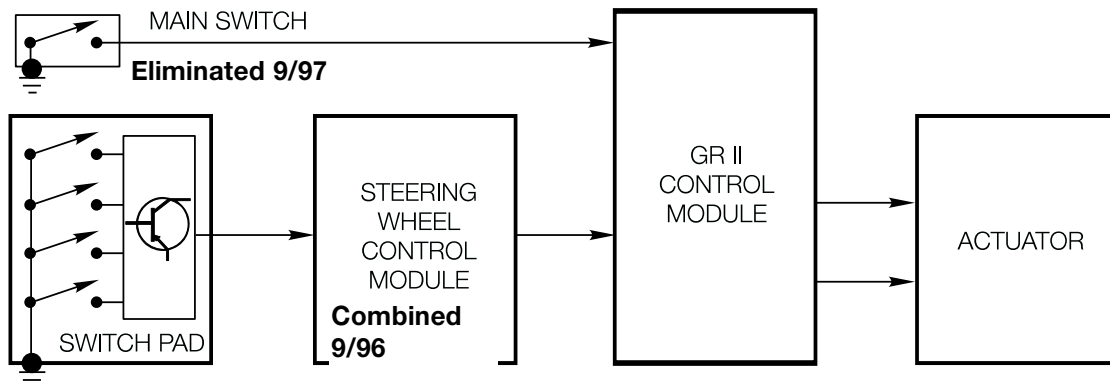 MAIN SWITCH
Eliminated 9/97
SWITCH PAD
STEERING
WHEEL
CONTROL
MODULE
Combined
9/96
GR II
CONTROL
MODULE
ACTUATOR